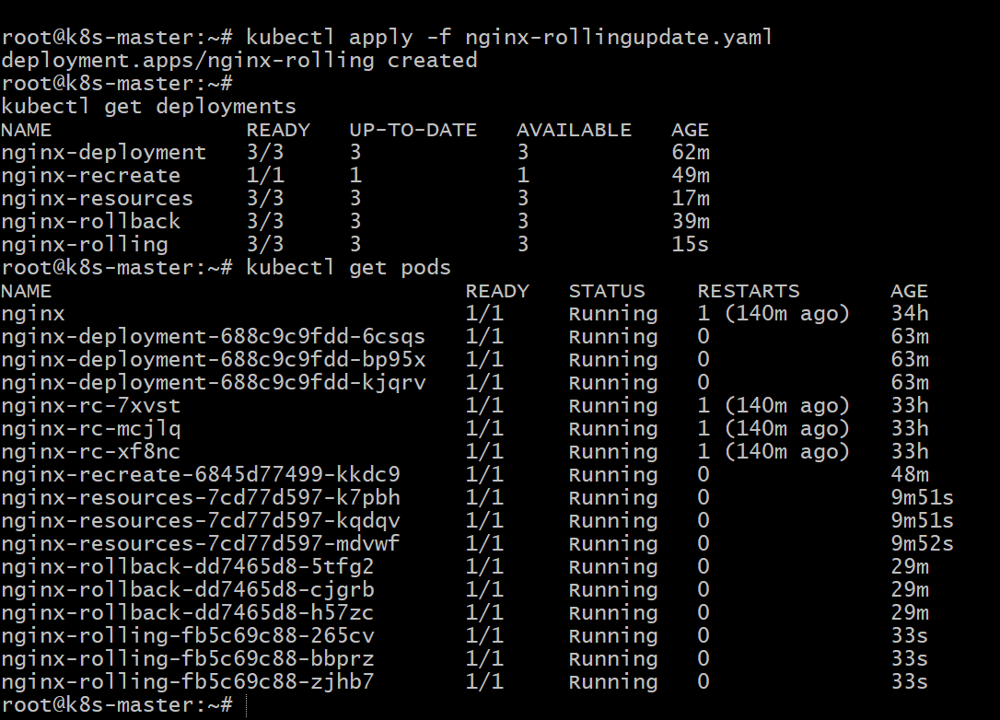 root@k8s-master:~# kubectl apply -f nginx-rollingupdate.yaml
deployment.apps/nginx-rolling created
root@k8s-master:~#
kubectl get deployments
NAME READY UP-TO-DATE AVAILABLE AGE
nginx-deployment 3/3 3 3 62m
nginx-recreate 1/1 1 1 49m
nginx-resources 3/3 3 3 17m
nginx-rollback 3/3 3 3 39m
nginx-rolling 3/3 3 3 15s
root@k8s-master:~# kubectl get pods
NAME READY STATUS RESTARTS AGE
nginx 1/1 Running 1 (140m ago) 34h
nginx-deployment-688c9c9fdd-6csqs 1/1 Running 0 63m
nginx-deployment-688c9c9fdd-bp95x 1/1 Running 0 63m
nginx-deployment-688c9c9fdd-kjqrv 1/1 Running 0 63m
nginx-rc-7xvst 1/1 Running 1 (140m ago) 33h
nginx-rc-mcjlq 1/1 Running 1 (140m ago) 33h
nginx-rc-xf8nc 1/1 Running 1 (140m ago) 33h
nginx-recreate-6845d77499-kkdc9 1/1 Running 0 48m
nginx-resources-7cd77d597-k7pbh 1/1 Running 0 9m51s
nginx-resources-7cd77d597-kqdqv 1/1 Running 0 9m51s
nginx-resources-7cd77d597-mdvwf 1/1 Running 0 9m52s
nginx-rollback-dd7465d8-5tfg2 1/1 Running 0 29m
nginx-rollback-dd7465d8-cjgrb 1/1 Running 0 29m
nginx-rollback-dd7465d8-h57zc 1/1 Running 0 29m
nginx-rolling-fb5c69c88-265cv 1/1 Running 0 33s
nginx-rolling-fb5c69c88-bbprz 1/1 Running 0 33s
nginx-rolling-fb5c69c88-zjhb7 1/1 Running 0 33s
root@k8s-master:~#